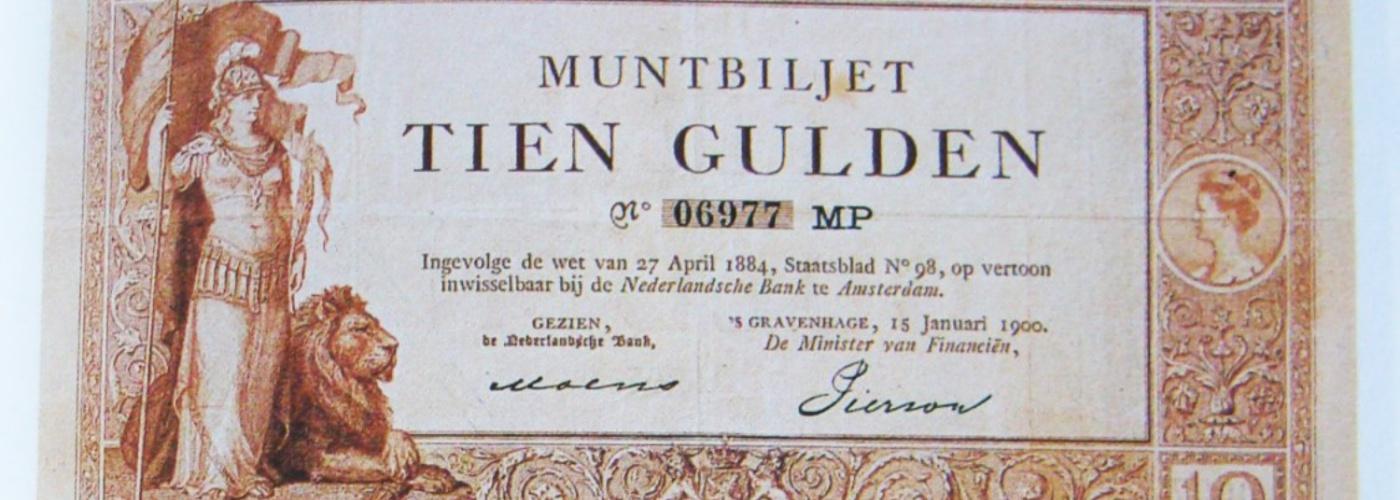 MUNTBILJET
TIEN GULDEN
Nº 06977 MP
Ingevolge de wet van 27 April 1884, Staatsblad Nº 98, op vertoon
inwisselbaar bij de Nederlandsche Bank te Amsterdam.
GEZIEN,
de Nederlandsche Bank,
'S GRAVENHAGE, 15 Januari 1900.
De Minister van Financiën,
Moens
Pierson
10